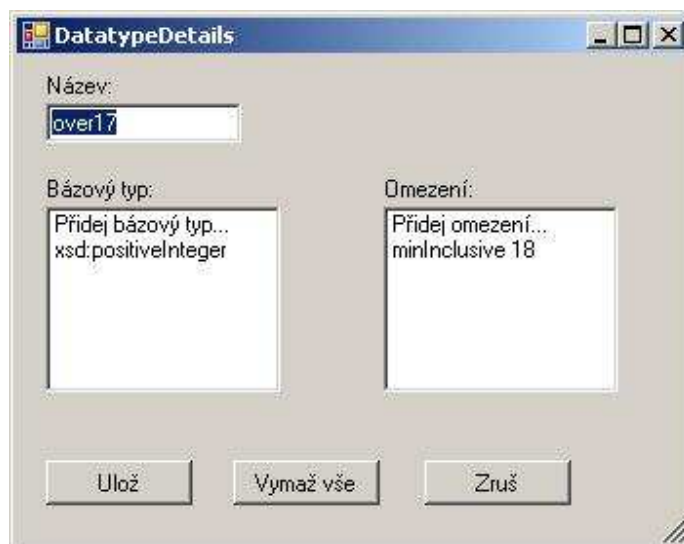 DatatypeDetails
Název:
over17
Bázový typ:
Přidej bázový typ...
xsd:positiveInteger
Omezení:
Přidej omezení...
minInclusive 18
Ulož
Vymaž vše
Zruš